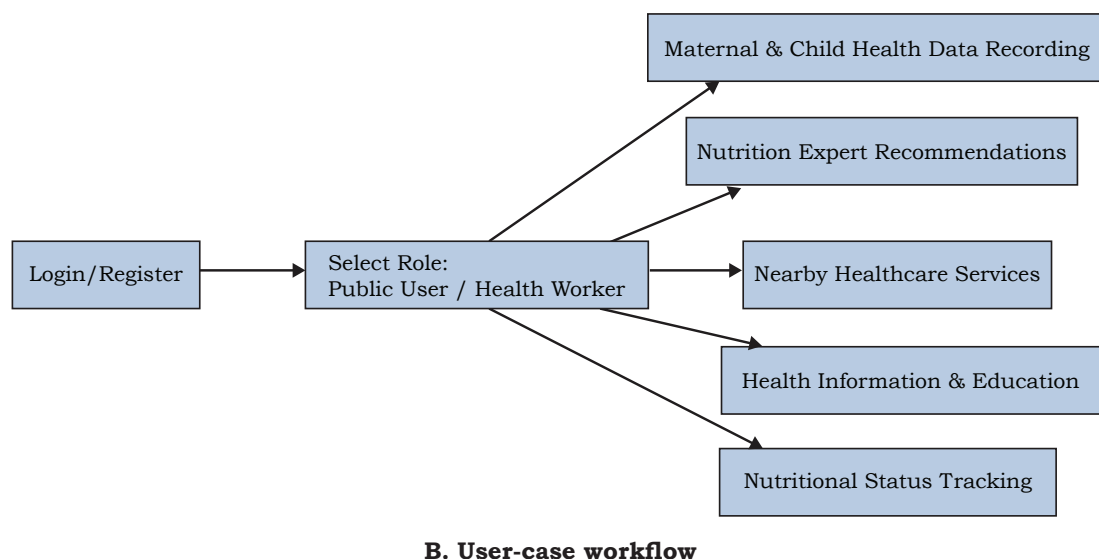 Maternal & Child Health Data Recording
Nutrition Expert Recommendations
Login/Register
Select Role:
Public User / Health Worker
Nearby Healthcare Services
Health Information & Education
Nutritional Status Tracking
B. User-case workflow